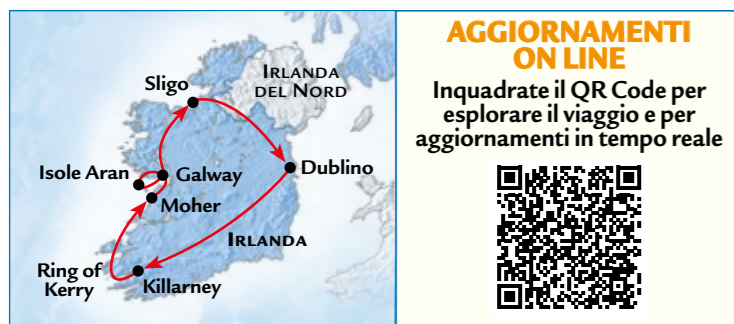 Sligo
IRLANDA
DEL NORD
Isole Aran
Galway
Dublino
Moher
IRLANDA
Ring of
Kerry
Killarney
AGGIORNAMENTI
ON LINE
Inquadrate il QR Code per
esplorare il viaggio e per
aggiornamenti in tempo reale